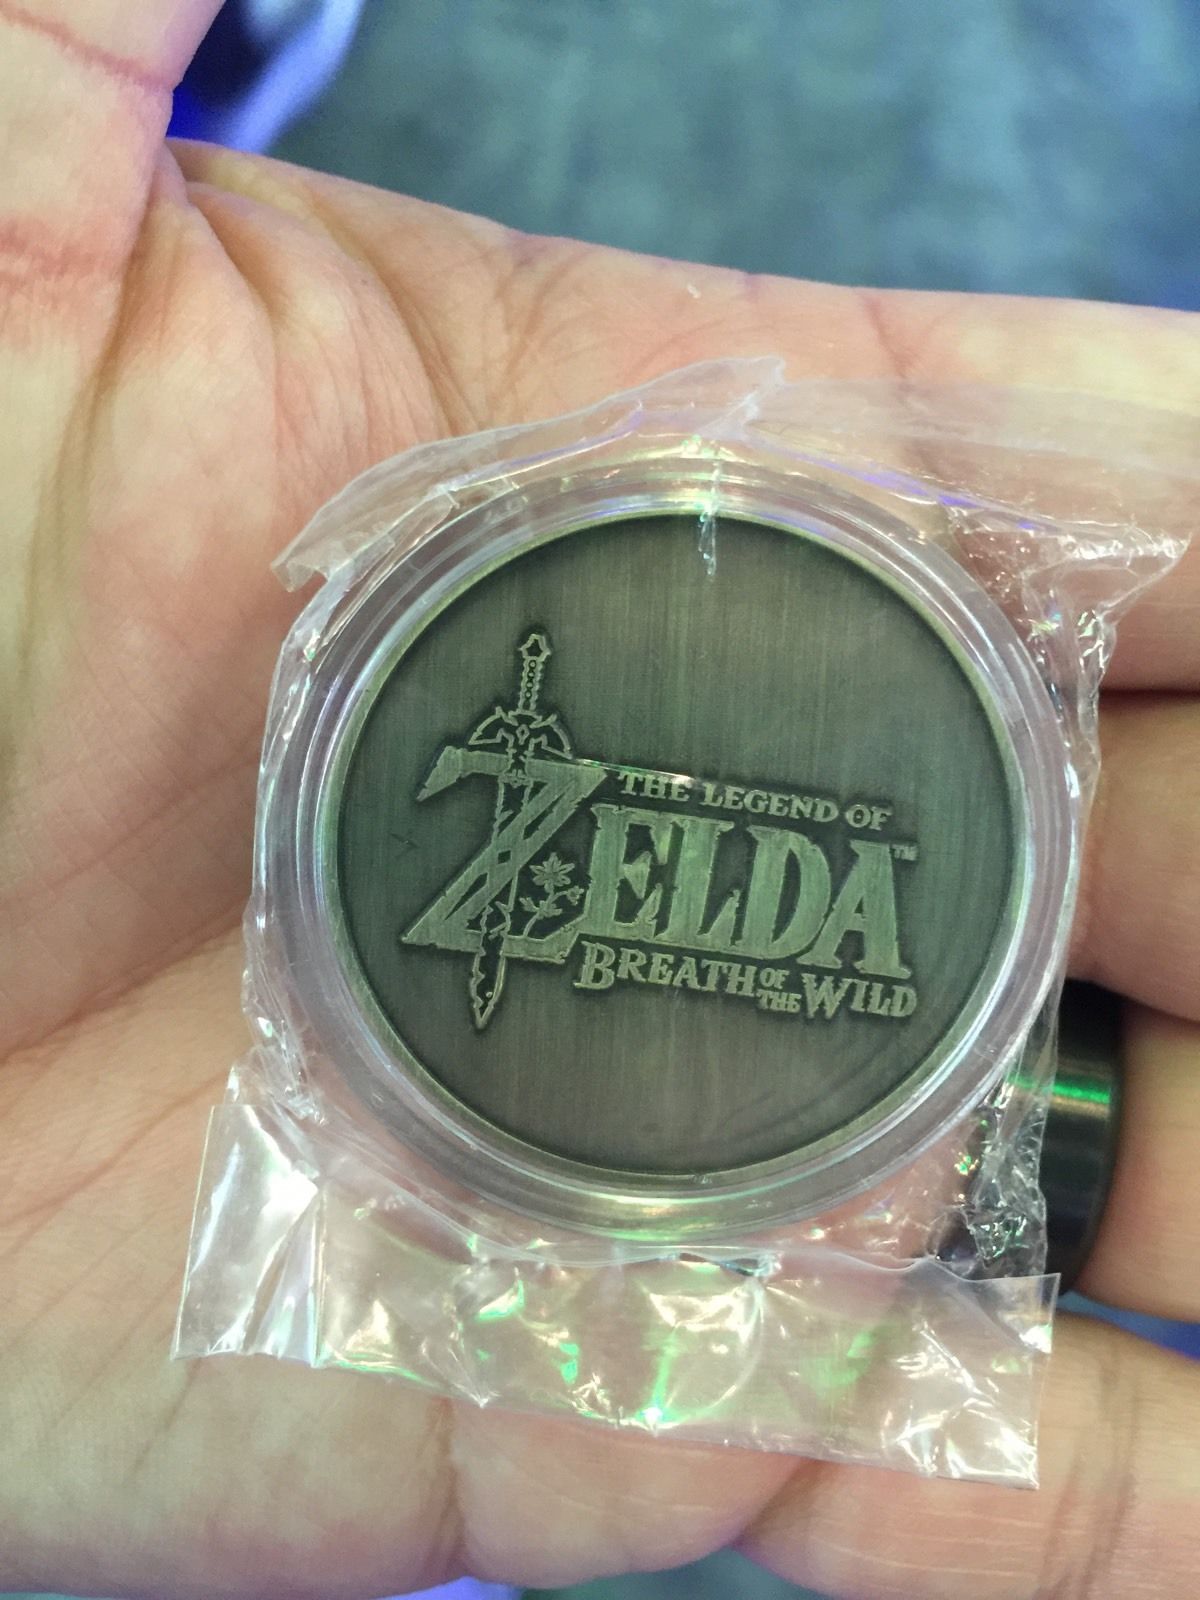 THE LEGEND OF
ZELDA™
BREATH OF THE WILD